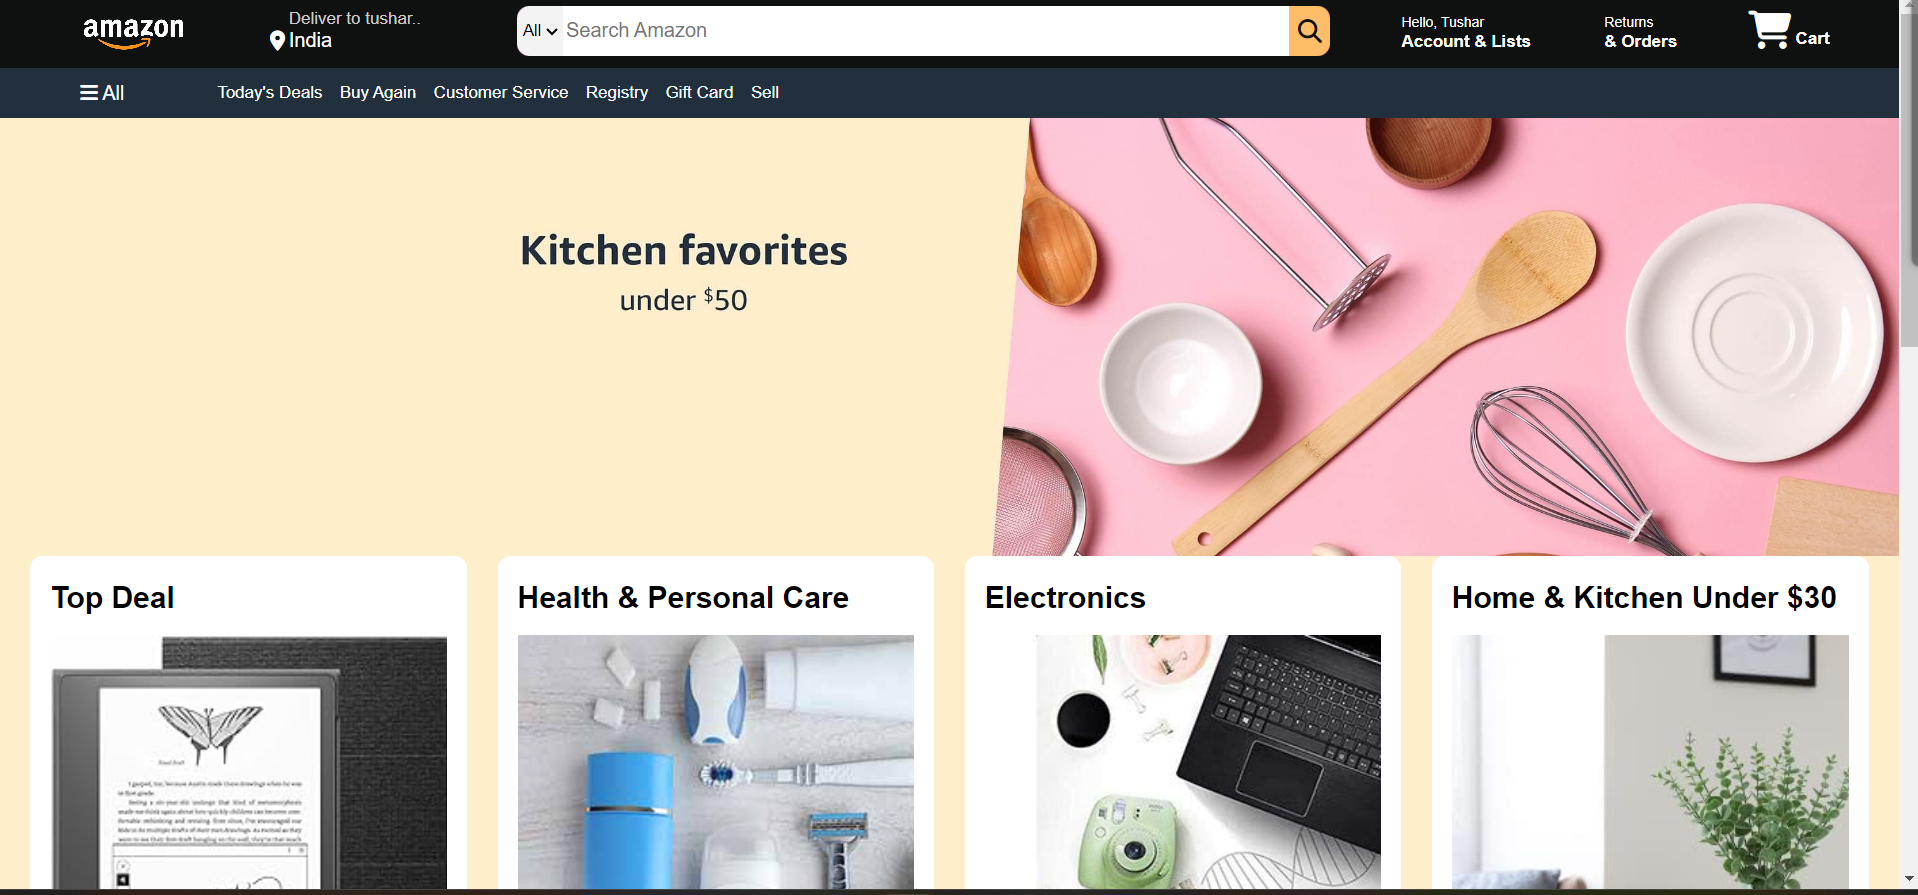 amazon
Deliver to tushar..
India
All
Search Amazon
Hello, Tushar
Account & Lists
Returns
& Orders
Cart
All
Today's Deals
Buy Again
Customer Service
Registry
Gift Card
Sell
Kitchen favorites
under $50
Top Deal
Health & Personal Care
Electronics
Home & Kitchen Under $30